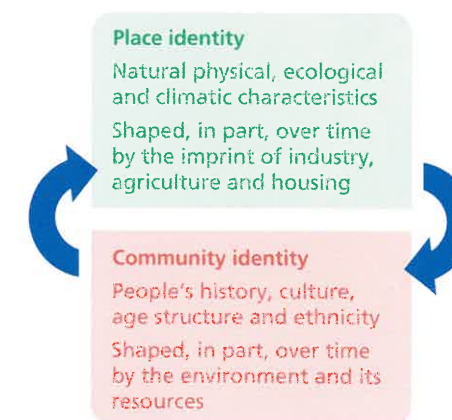 Place identity
Natural physical, ecological
and climatic characteristics
Shaped, in part, over time
by the imprint of industry,
agriculture and housing
Community identity
People's history, culture,
age structure and ethnicity
Shaped, in part, over time
by the environment and its
resources